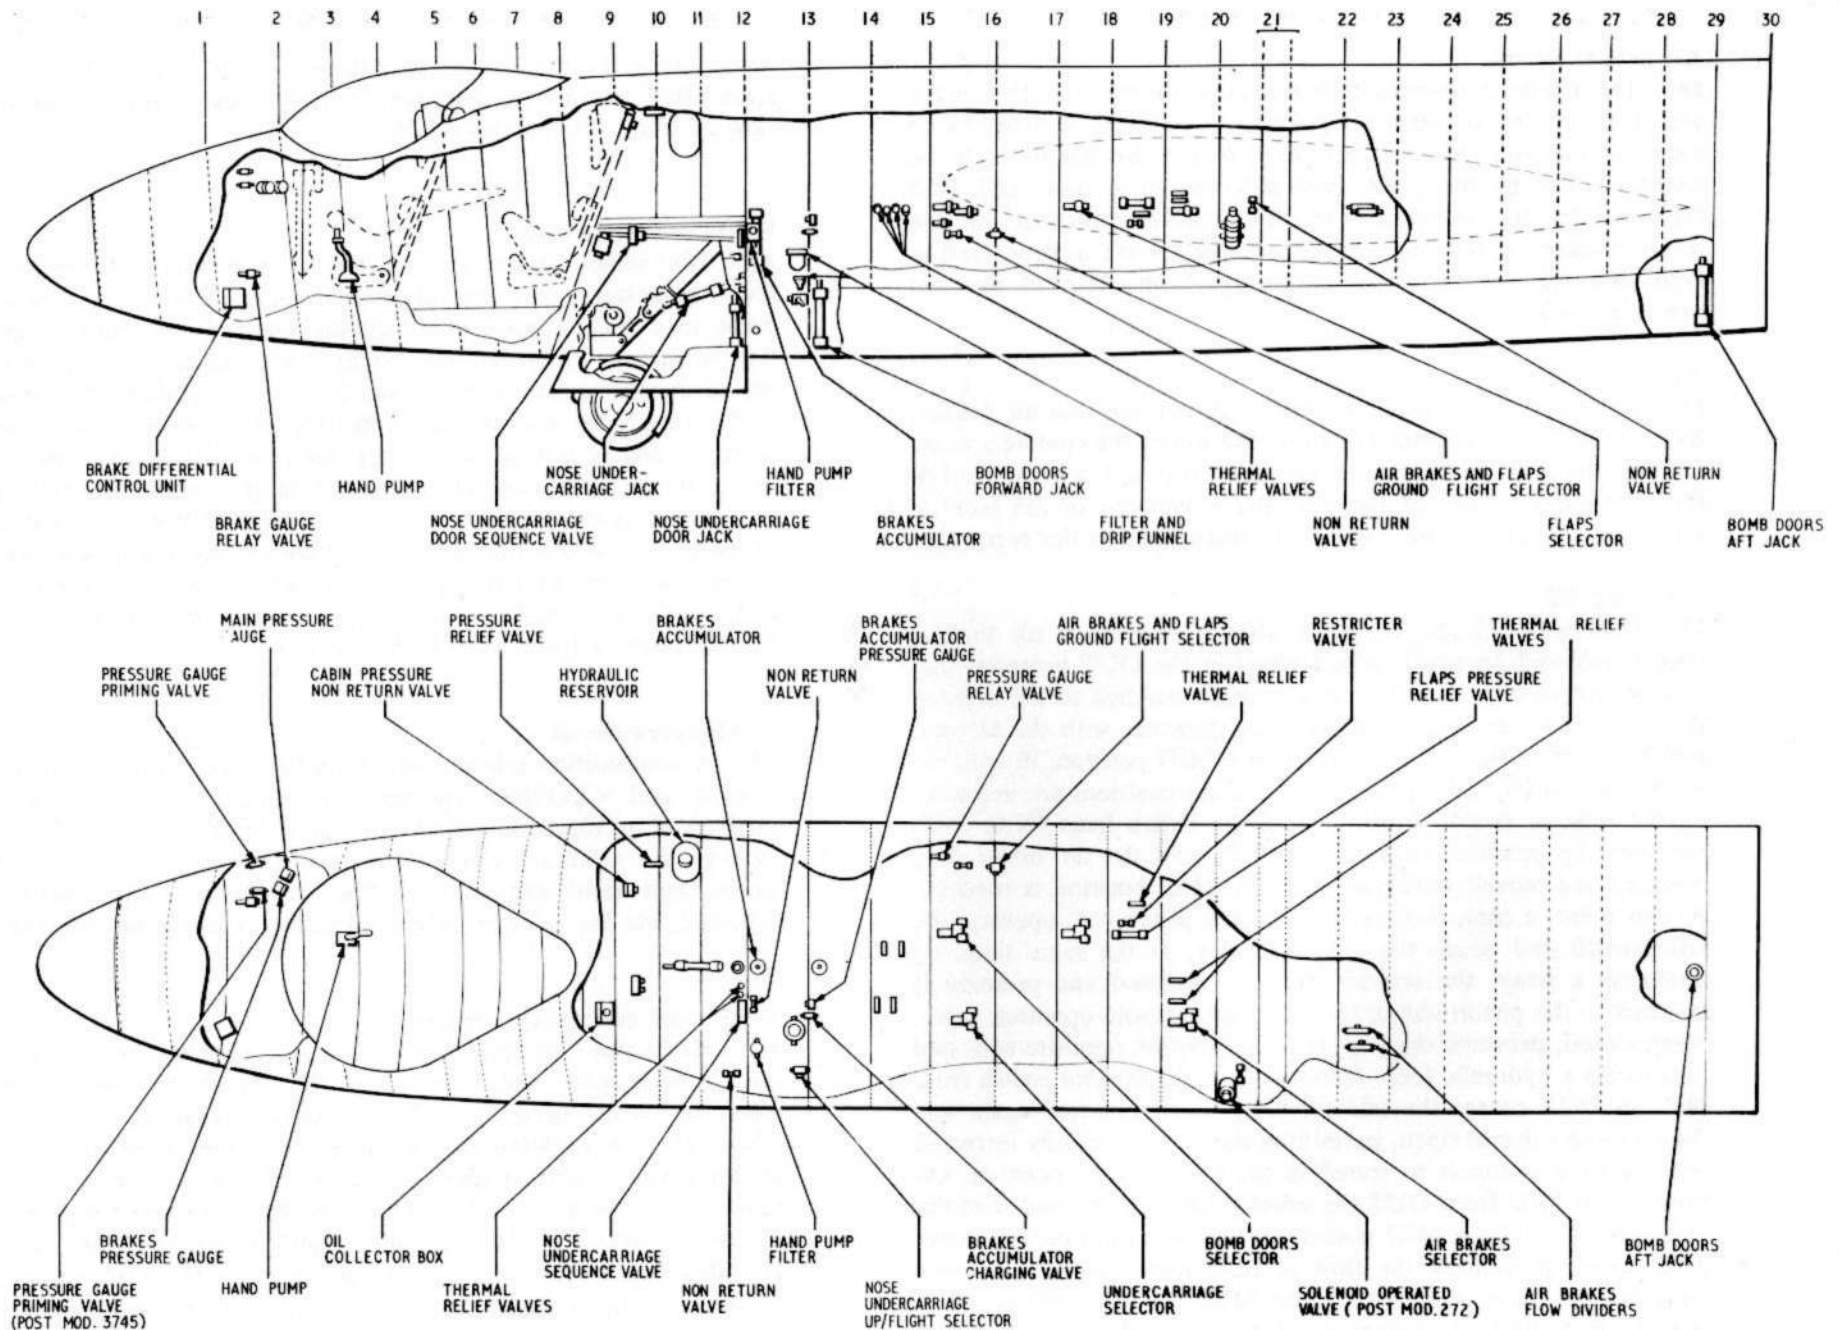 1 2 3 4 5 6 7 8 9 10 11 12 13 14 15 16 17 18 19 20 21 22 23 24 25 26 27 28 29 30
BRAKE DIFFERENTIAL
CONTROL UNIT
BRAKE GAUGE
RELAY VALVE
HAND PUMP
NOSE UNDERCARRIAGE
DOOR SEQUENCE VALVE
NOSE UNDER-
CARRIAGE JACK
NOSE UNDERCARRIAGE
DOOR JACK
HAND PUMP
FILTER
BRAKES
ACCUMULATOR
BOMB DOORS
FORWARD JACK
FILTER AND
DRIP FUNNEL
THERMAL
RELIEF VALVES
NON RETURN
VALVE
AIR BRAKES AND FLAPS
GROUND FLIGHT SELECTOR
FLAPS
SELECTOR
NON RETURN
VALVE
BOMB DOORS
AFT JACK
PRESSURE GAUGE
PRIMING VALVE
MAIN PRESSURE
AUGE
CABIN PRESSURE
NON RETURN VALVE
PRESSURE
RELIEF VALVE
HYDRAULIC
RESERVOIR
BRAKES
ACCUMULATOR
NON RETURN
VALVE
BRAKES
ACCUMULATOR
PRESSURE GAUGE
PRESSURE GAUGE
RELAY VALVE
AIR BRAKES AND FLAPS
GROUND FLIGHT SELECTOR
THERMAL RELIEF
VALVE
RESTRICTER
VALVE
FLAPS PRESSURE
RELIEF VALVE
THERMAL RELIEF
VALVES
PRESSURE GAUGE
PRIMING VALVE
(POST MOD. 3745)
BRAKES
PRESSURE GAUGE
HAND PUMP
OIL
COLLECTOR BOX
THERMAL
RELIEF VALVES
NOSE
UNDERCARRIAGE
SEQUENCE VALVE
NON RETURN
VALVE
HAND PUMP
FILTER
NOSE
UNDERCARRIAGE
UP/FLIGHT SELECTOR
BRAKES
ACCUMULATOR
CHARGING VALVE
UNDERCARRIAGE
SELECTOR
BOMB DOORS
SELECTOR
SOLENOID OPERATED
VALVE (POST MOD.272)
AIR BRAKES
SELECTOR
AIR BRAKES
FLOW DIVIDERS
BOMB DOORS
AFT JACK